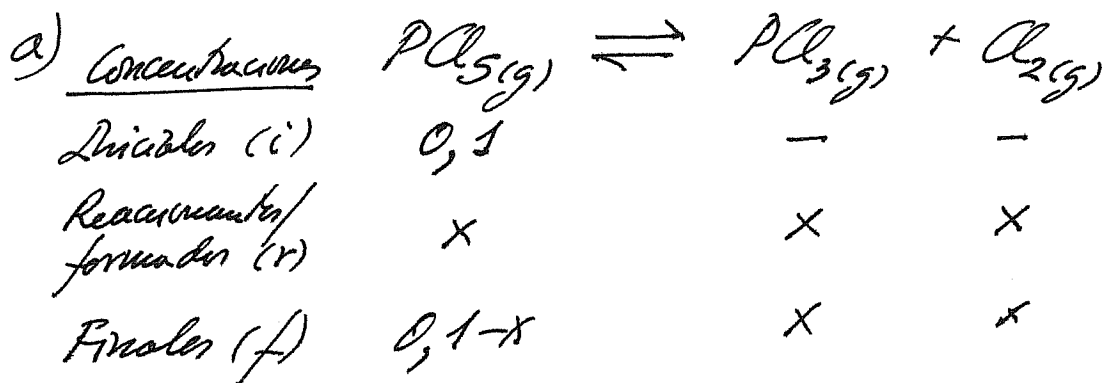 a) Concentraciones PCl5(g) ⇌ PCl3(g) + Cl2(g)
Iniciales (i) 0,1 – –
Reaccionantes/
formados (r) x x x
Finales (f) 0,1-x x x